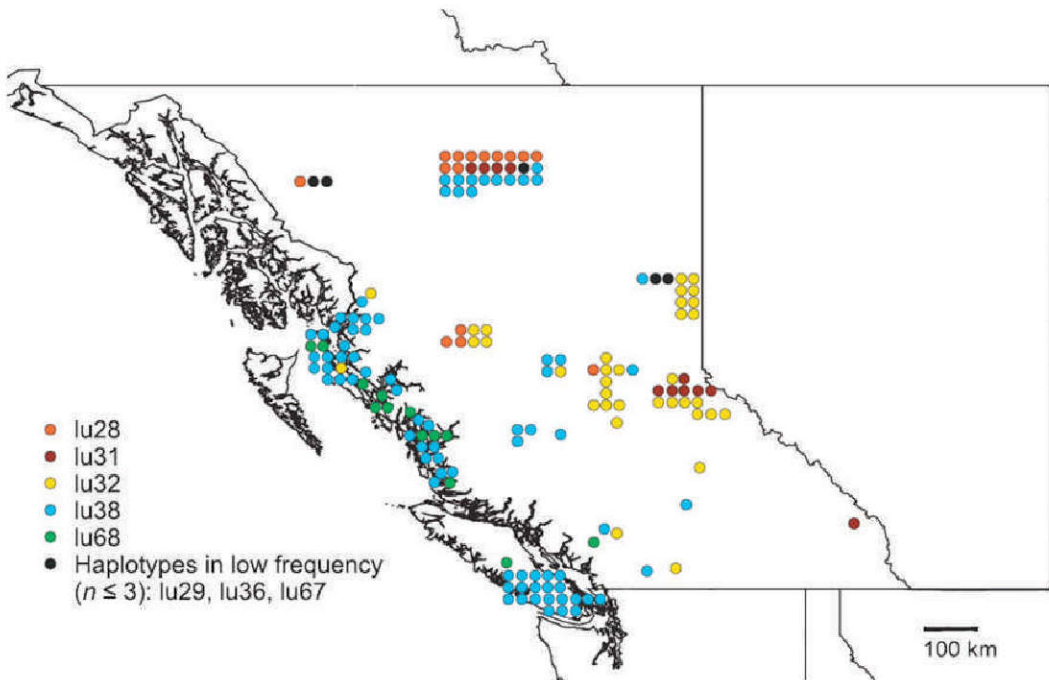 lu28
lu31
lu32
lu38
lu68
Haplotypes in low frequency
(n ≤ 3): lu29, lu36, lu67
100 km